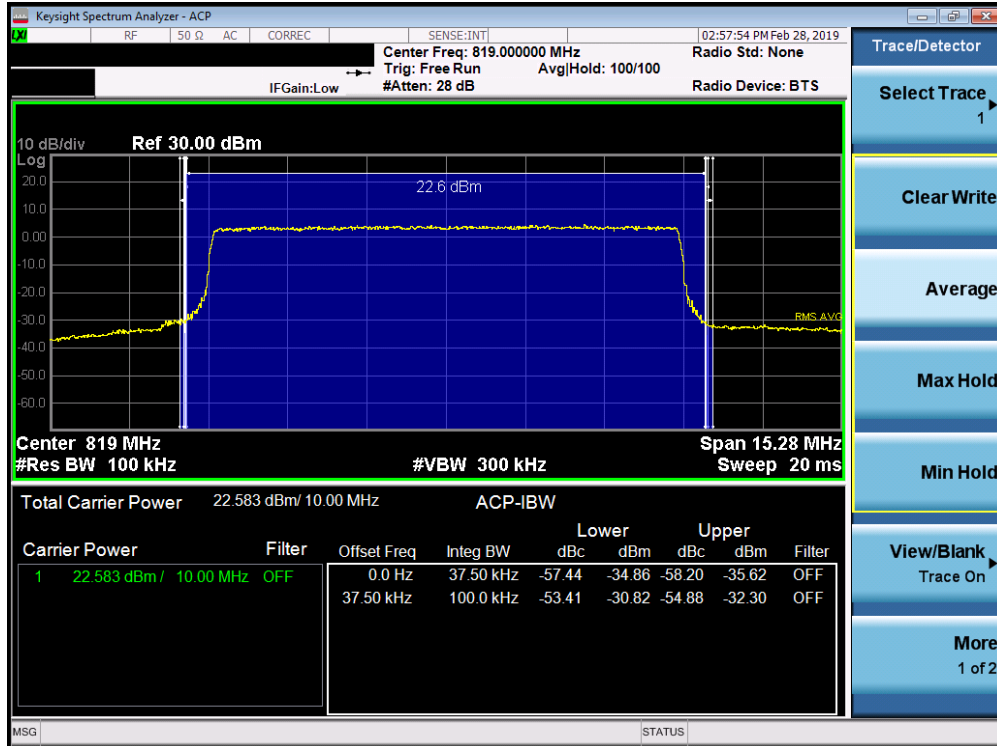 Keysight Spectrum Analyzer - ACP
LXI RF 50 Ω AC CORREC SENSE:INT 02:57:54 PM Feb 28, 2019
Center Freq: 819.000000 MHz Radio Std: None
Trig: Free Run Avg|Hold: 100/100
IFGain:Low #Atten: 28 dB Radio Device: BTS
10 dB/div Ref 30.00 dBm
Log
20.0
22.6 dBm
10.0
0.00
-10.0
-20.0
-30.0
RMS AVG
-40.0
-50.0
-60.0
Center 819 MHz Span 15.28 MHz
#Res BW 100 kHz #VBW 300 kHz Sweep 20 ms
Total Carrier Power 22.583 dBm/ 10.00 MHz ACP-IBW
Lower Upper
Carrier Power Filter Offset Freq Integ BW dBc dBm dBc dBm Filter
1 22.583 dBm / 10.00 MHz OFF 0.0 Hz 37.50 kHz -57.44 -34.86 -58.20 -35.62 OFF
37.50 kHz 100.0 kHz -53.41 -30.82 -54.88 -32.30 OFF
MSG STATUS
Trace/Detector
Select Trace
1
Clear Write
Average
Max Hold
Min Hold
View/Blank
Trace On
More
1 of 2